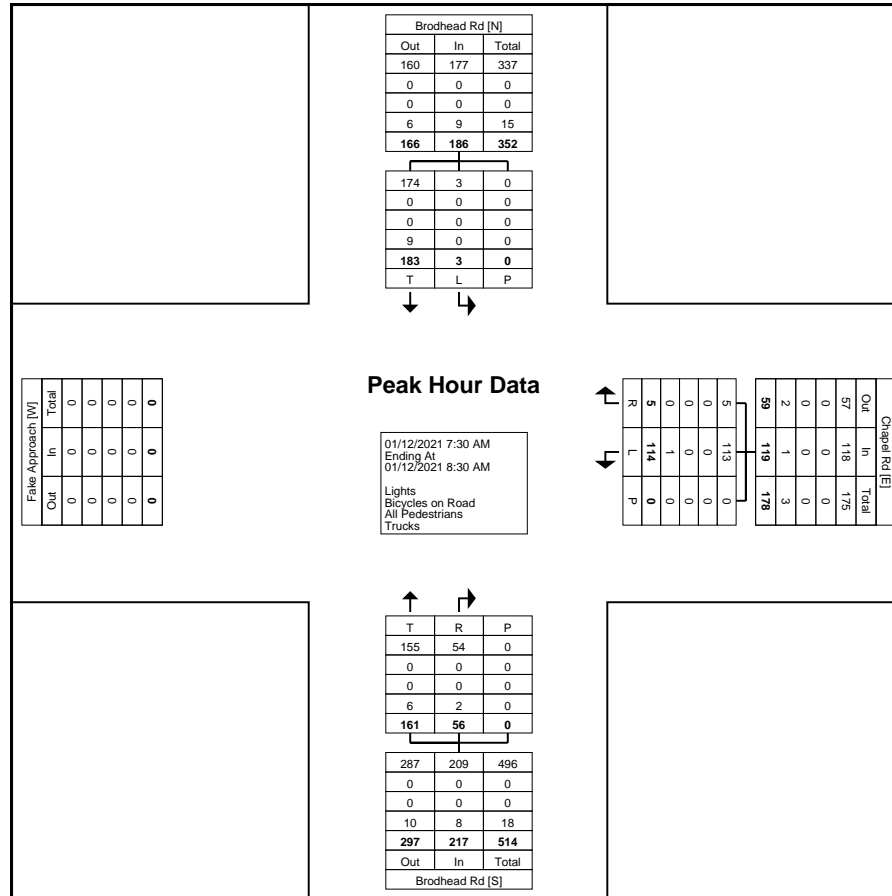 Brodhead Rd [N]
Out In Total
160 177 337
0 0 0
0 0 0
6 9 15
166 186 352
174 3 0
0 0 0
0 0 0
9 0 0
183 3 0
T L P
Peak Hour Data
01/12/2021 7:30 AM
Ending At
01/12/2021 8:30 AM
Lights
Bicycles on Road
All Pedestrians
Trucks
Fake Approach [W]
Total 0 0 0 0 0
In 0 0 0 0 0
Out 0 0 0 0 0
R 5 0 0 0 5
L 114 1 0 0 113
P 0 0 0 0 0
Chapel Rd [E]
Out In Total
57 118 175
0 0 0
0 0 0
2 1 3
59 119 178
T R P
155 54 0
0 0 0
0 0 0
6 2 0
161 56 0
287 209 496
0 0 0
0 0 0
10 8 18
297 217 514
Out In Total
Brodhead Rd [S]